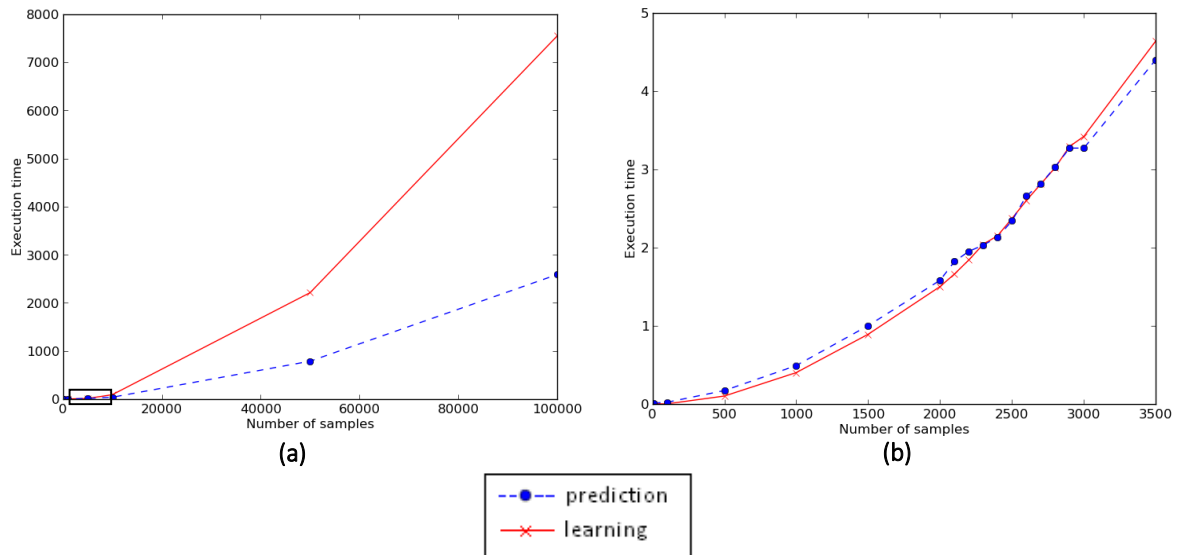 8000
7000
6000
5000
4000
3000
2000
1000
0
Execution time
0 20000 40000 60000 80000 100000
Number of samples
(a)
5
4
3
2
1
0
Execution time
0 500 1000 1500 2000 2500 3000 3500
Number of samples
(b)
prediction
learning